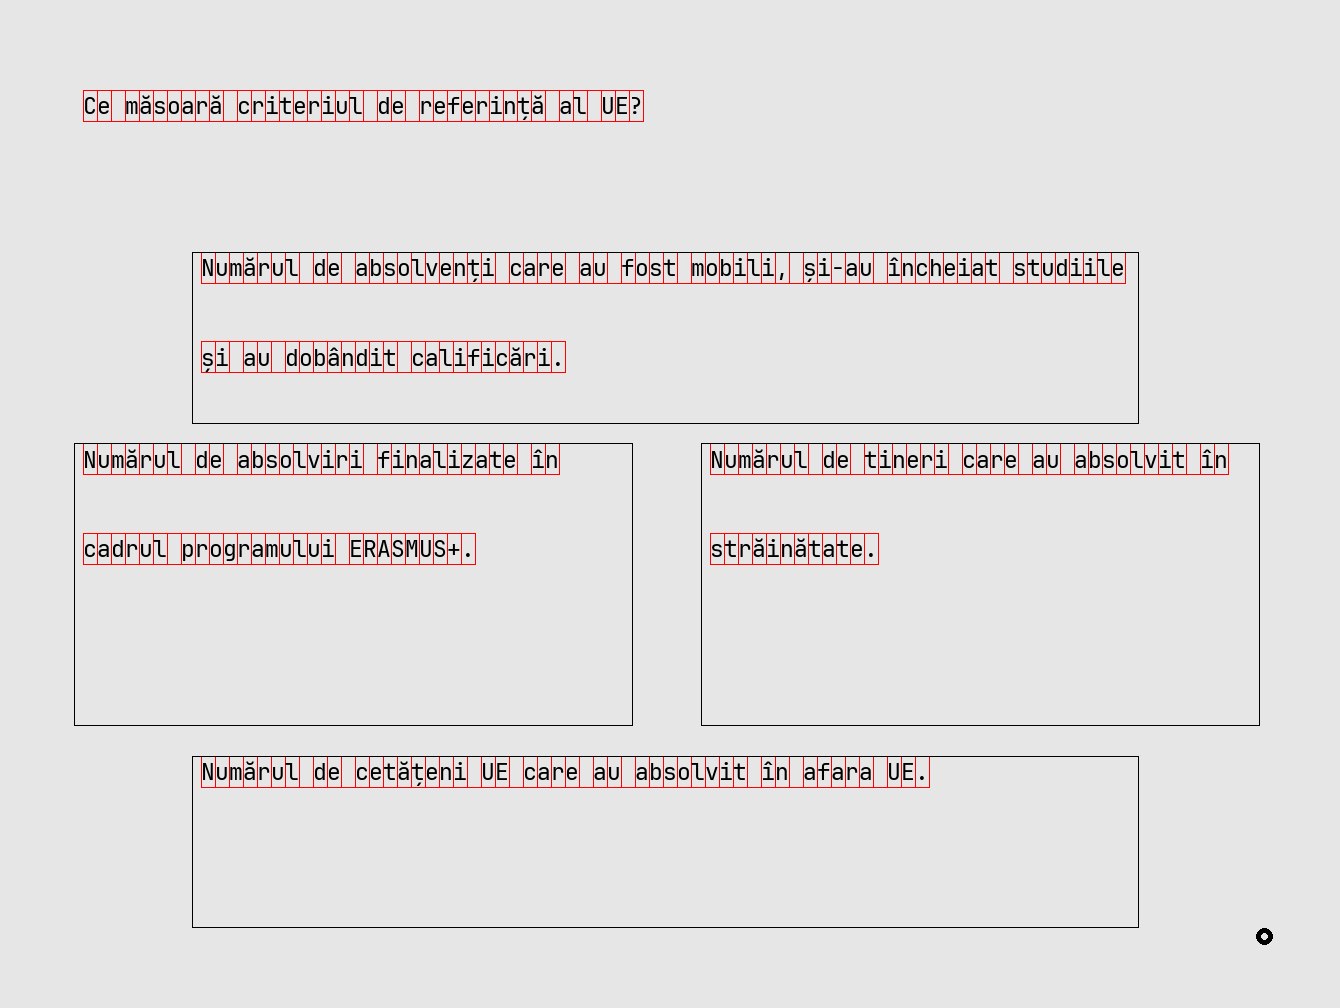 Ce măsoară criteriul de referință al UE?
Numărul de absolvenți care au fost mobili, și-au încheiat studiile
și au dobândit calificări.
Numărul de absolviri finalizate în
cadrul programului ERASMUS+.
Numărul de tineri care au absolvit în
străinătate.
Numărul de cetățeni UE care au absolvit în afara UE.